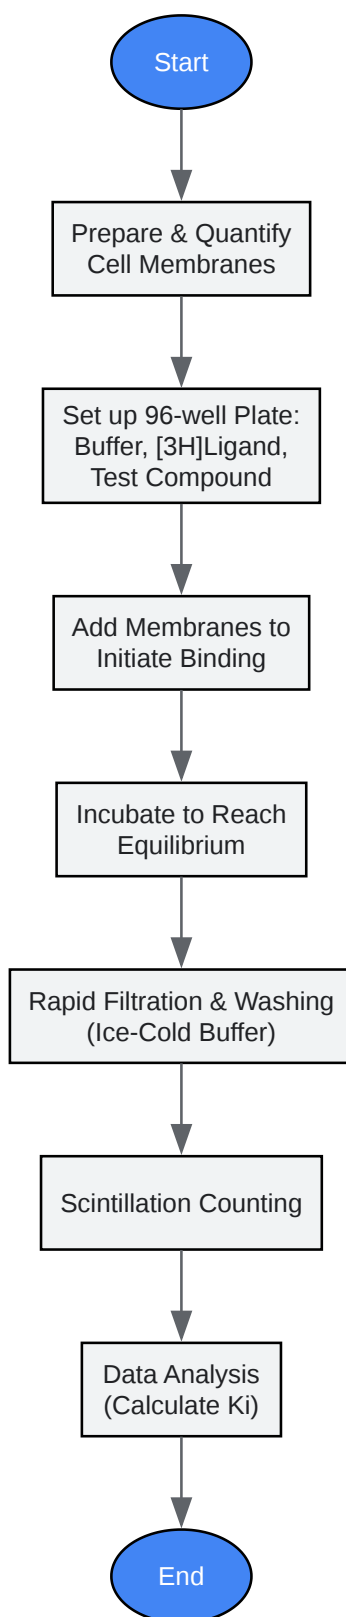 Start
Prepare & Quantify
Cell Membranes
Set up 96-well Plate:
Buffer, [3H]Ligand,
Test Compound
Add Membranes to
Initiate Binding
Incubate to Reach
Equilibrium
Rapid Filtration & Washing
(Ice-Cold Buffer)
Scintillation Counting
Data Analysis
(Calculate Ki)
End